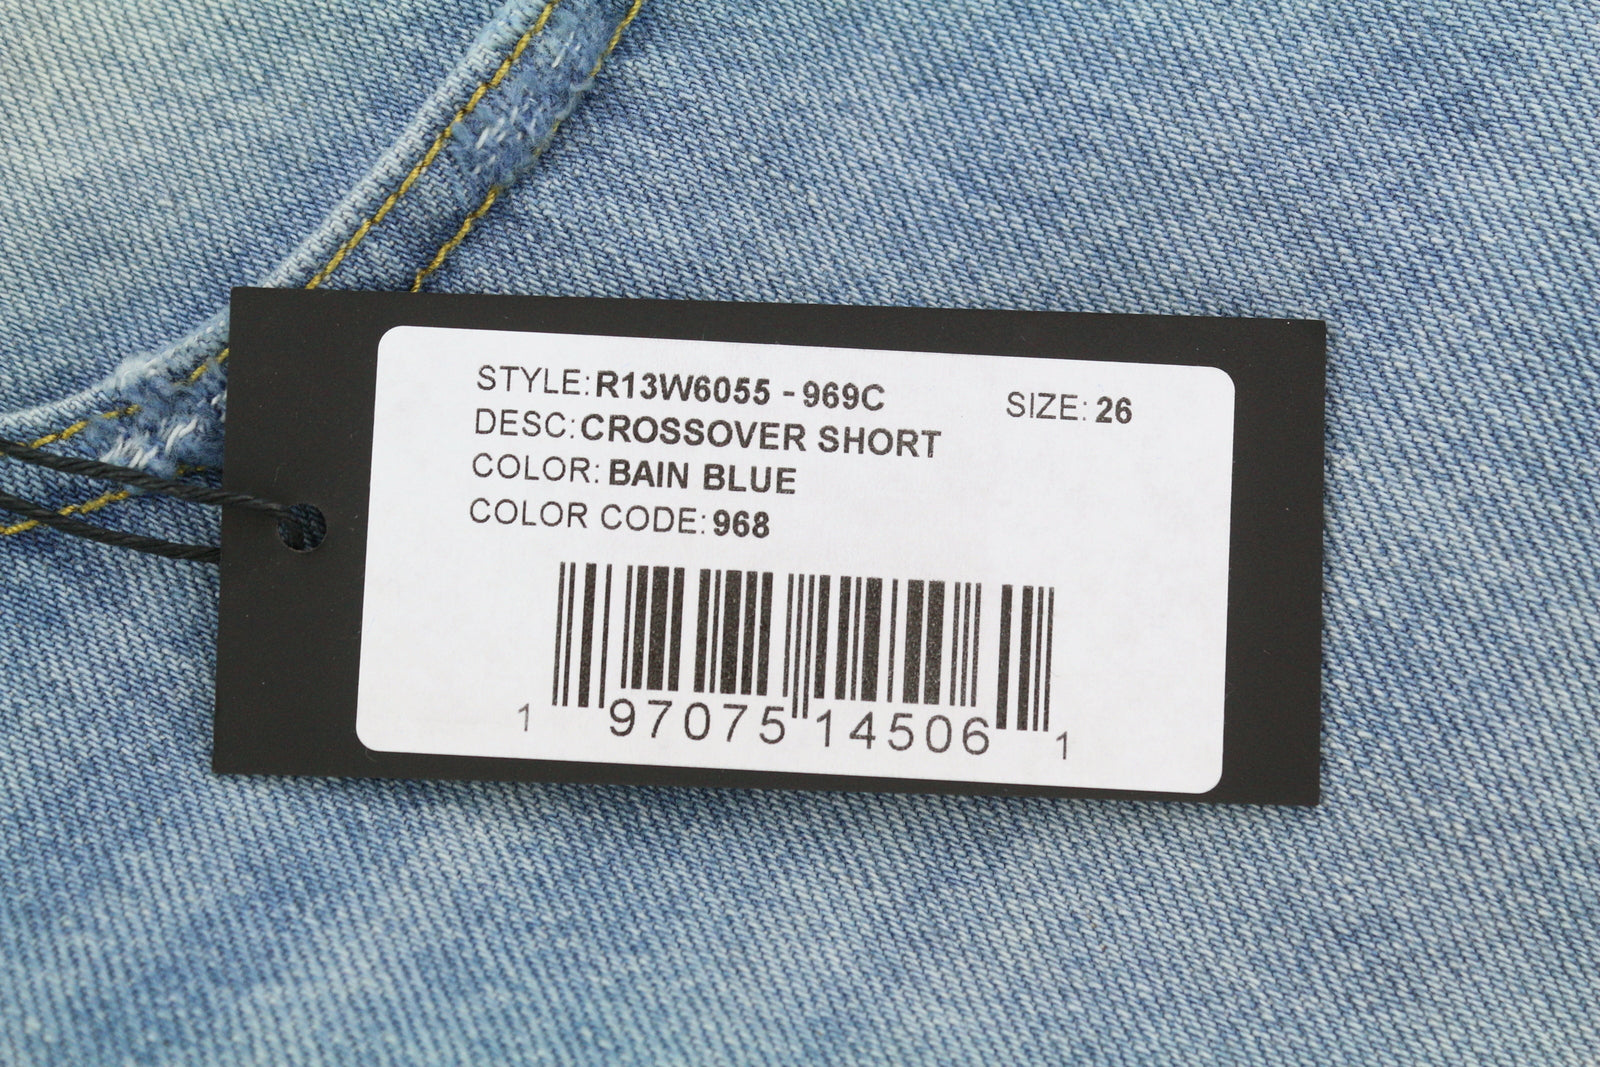 STYLE: R13W6055 - 969C SIZE: 26
DESC: CROSSOVER SHORT
COLOR: BAIN BLUE
COLOR CODE: 968
1 97075 14506 1